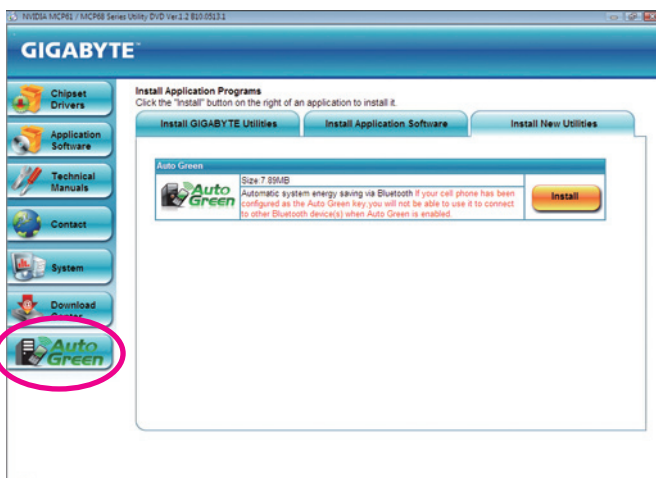 NVIDIA MCP61 / MCP68 Series Utility DVD Ver.1.2 B10.0513.1
GIGABYTE™
Chipset
Drivers
Application
Software
Technical
Manuals
Contact
System
Download
Center
Auto
Green
Install Application Programs
Click the "Install" button on the right of an application to install it.
Install GIGABYTE Utilities
Install Application Software
Install New Utilities
Auto Green
Auto
Green
Size:7.89MB
Automatic system energy saving via Bluetooth If your cell phone has been
configured as the Auto Green key,you will not be able to use it to connect
to other Bluetooth device(s) when Auto Green is enabled.
Install